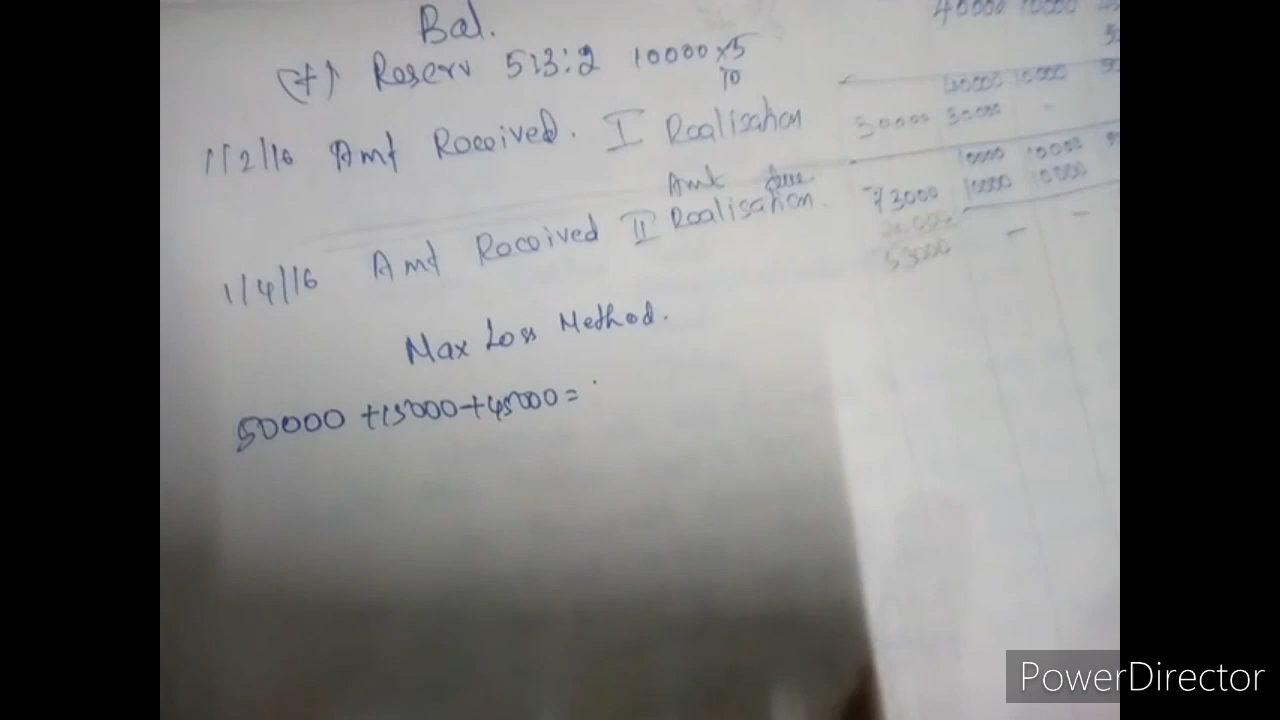 Bal. 40000 10000
(+) Reserv 5:3:2 10000 x 5/10
40000 10000
1/2/16 Amt Received. I Realisation 30000 30000 -
10000 10000
Amt due 73000 10000 10000
1/4/16 Amt Received II Realisation. - -
53000
Max Loss Method.
50000 +15000+45000=
PowerDirector